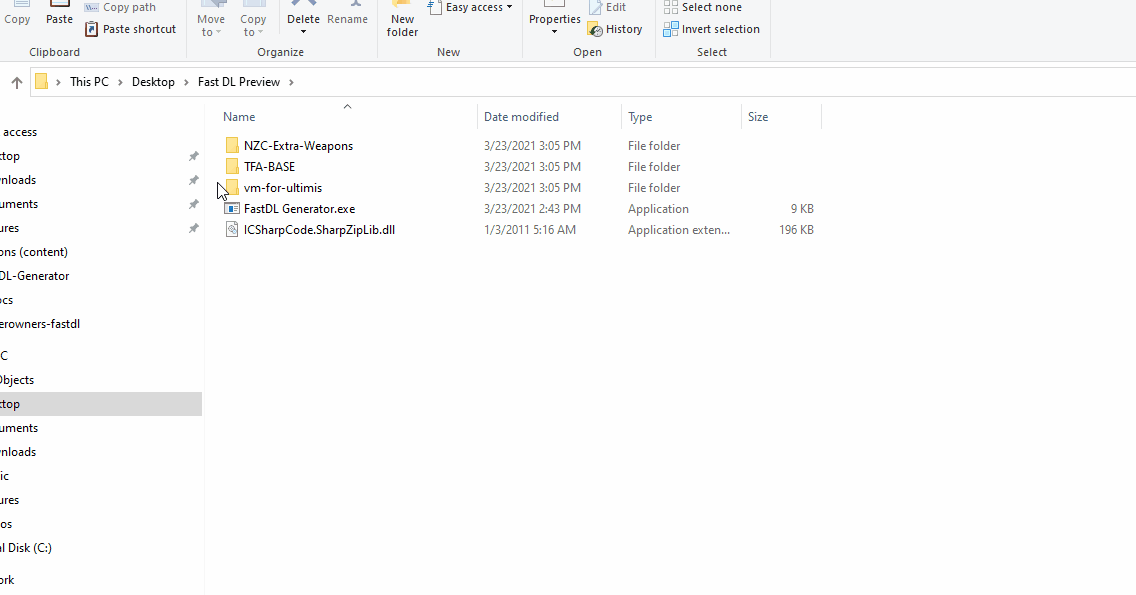 Copy
Paste
Copy path
Paste shortcut
Clipboard
Move to
Copy to
Delete
Rename
Organize
New folder
Easy access
New
Properties
Edit
History
Open
Select none
Invert selection
Select
This PC > Desktop > Fast DL Preview >
access
top
nloads
uments
ures
ons (content)
DL-Generator
ocs
erowners-fastdl
C
Objects
ktop
uments
nloads
ic
ures
os
l Disk (C:)
ork
Name Date modified Type Size
NZC-Extra-Weapons 3/23/2021 3:05 PM File folder
TFA-BASE 3/23/2021 3:05 PM File folder
vm-for-ultimis 3/23/2021 3:05 PM File folder
FastDL Generator.exe 3/23/2021 2:43 PM Application 9 KB
ICSharpCode.SharpZipLib.dll 1/3/2011 5:16 AM Application exten... 196 KB